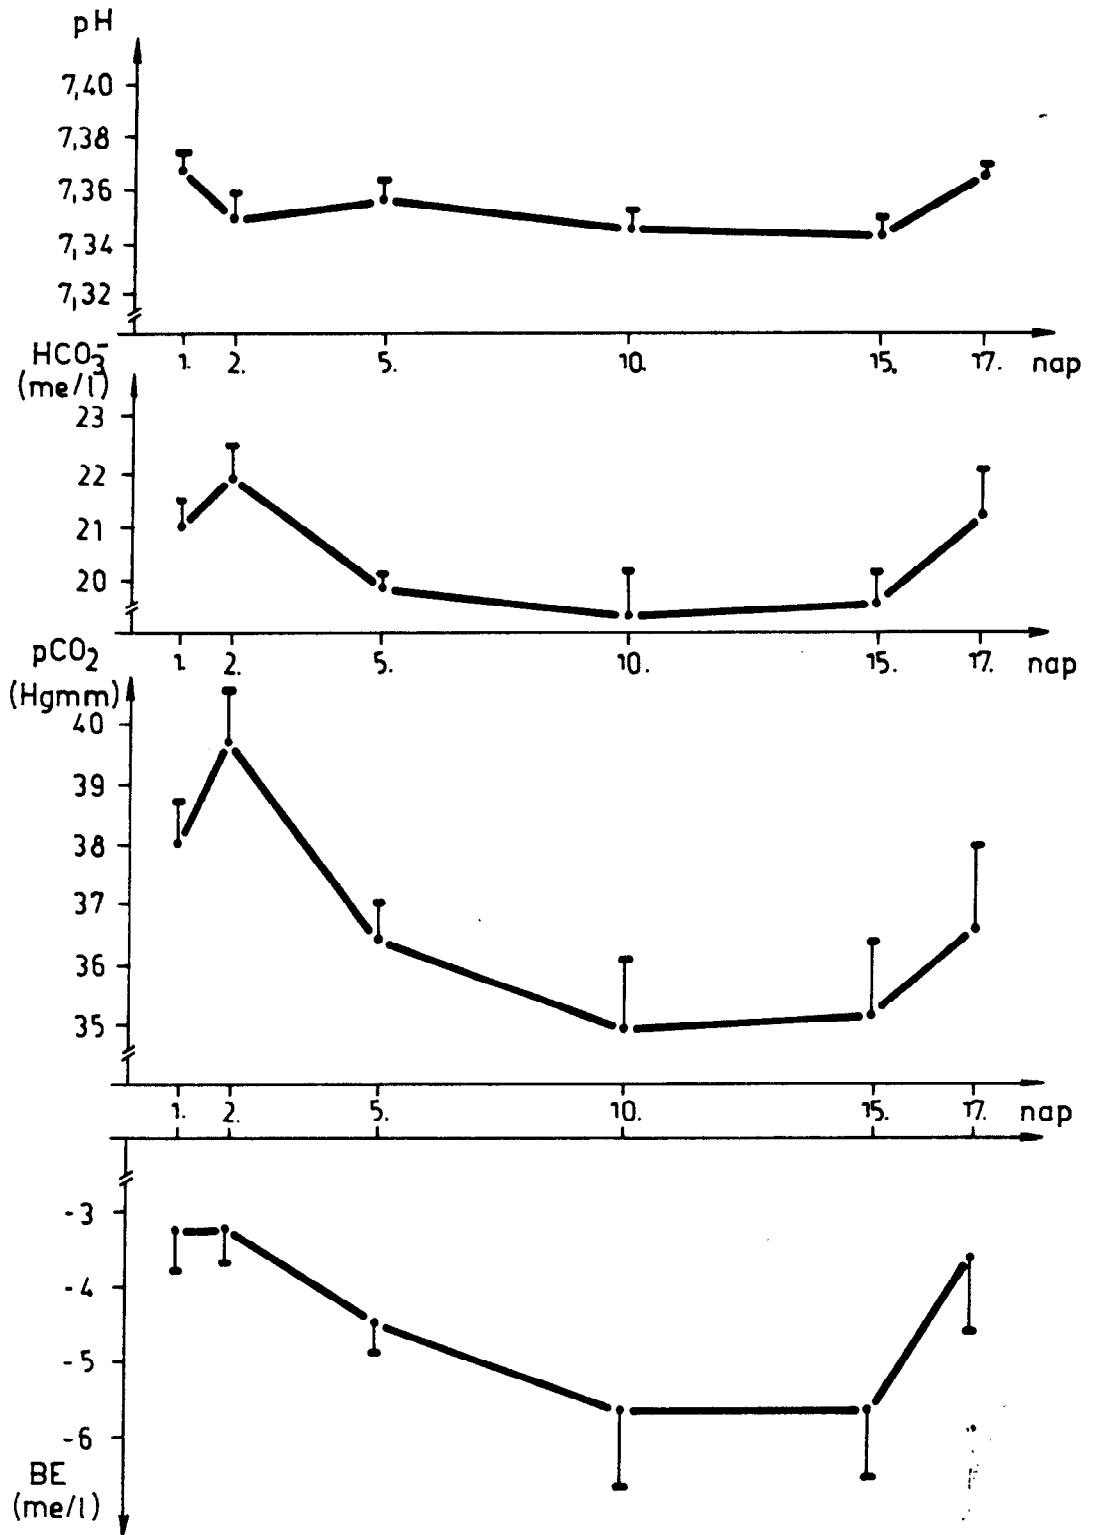 pH
7,40
7,38
7,36
7,34
7,32
1. 2. 5. 10. 15. 17. nap
HCO₃⁻
(me/l)
23
22
21
20
1. 2. 5. 10. 15. 17. nap
pCO₂
(Hgmm)
40
39
38
37
36
35
1. 2. 5. 10. 15. 17. nap
-3
-4
-5
-6
BE
(me/l)